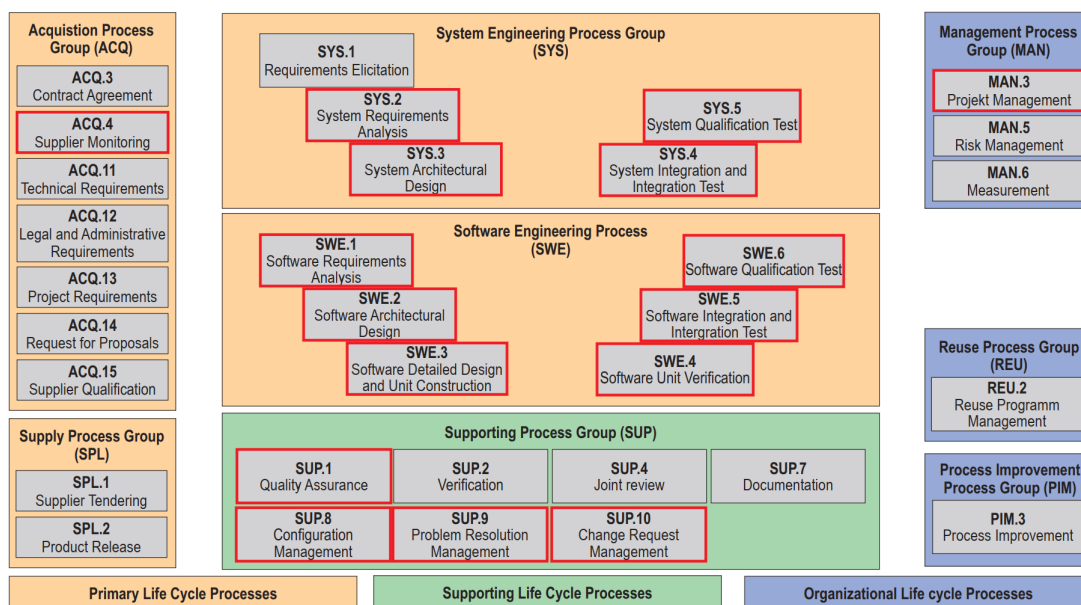 Acquistion Process
Group (ACQ)
ACQ.3
Contract Agreement
ACQ.4
Supplier Monitoring
ACQ.11
Technical Requirements
ACQ.12
Legal and Administrative
Requirements
ACQ.13
Project Requirements
ACQ.14
Request for Proposals
ACQ.15
Supplier Qualification
Supply Process Group
(SPL)
SPL.1
Supplier Tendering
SPL.2
Product Release
System Engineering Process Group
(SYS)
SYS.1
Requirements Elicitation
SYS.2
System Requirements
Analysis
SYS.3
System Architectural
Design
SYS.5
System Qualification Test
SYS.4
System Integration and
Integration Test
Software Engineering Process
(SWE)
SWE.1
Software Requirements
Analysis
SWE.2
Software Architectural
Design
SWE.3
Software Detailed Design
and Unit Construction
SWE.6
Software Qualification Test
SWE.5
Software Integration and
Intergration Test
SWE.4
Software Unit Verification
Supporting Process Group (SUP)
SUP.1
Quality Assurance
SUP.2
Verification
SUP.4
Joint review
SUP.7
Documentation
SUP.8
Configuration
Management
SUP.9
Problem Resolution
Management
SUP.10
Change Request
Management
Management Process
Group (MAN)
MAN.3
Projekt Management
MAN.5
Risk Management
MAN.6
Measurement
Reuse Process Group
(REU)
REU.2
Reuse Programm
Management
Process Improvement
Process Group (PIM)
PIM.3
Process Improvement
Primary Life Cycle Processes
Supporting Life Cycle Processes
Organizational Life cycle Processes